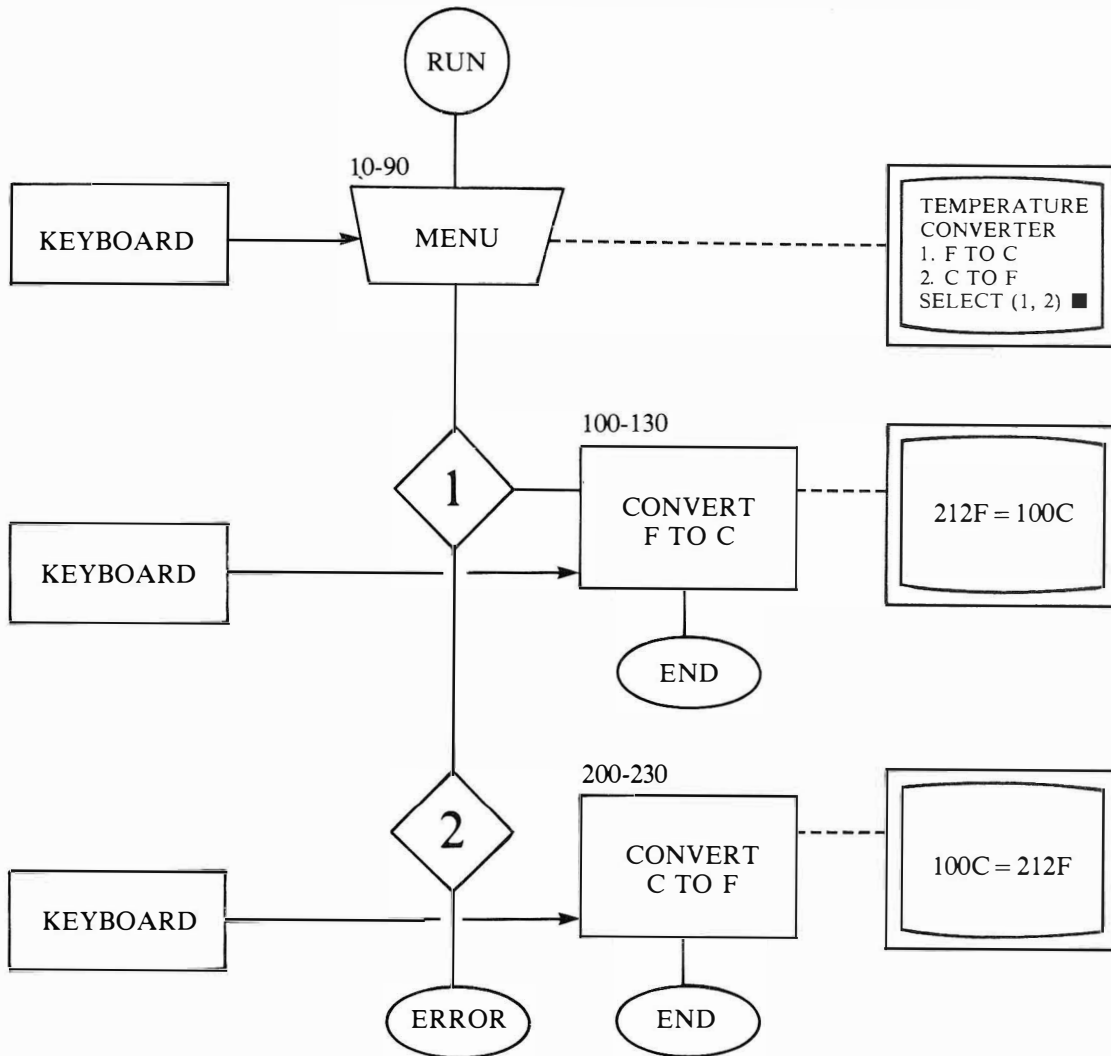 RUN
10-90
KEYBOARD
MENU
TEMPERATURE
CONVERTER
1. F TO C
2. C TO F
SELECT (1, 2) ■
1
100-130
CONVERT
F TO C
212F = 100C
KEYBOARD
END
2
200-230
CONVERT
C TO F
100C = 212F
KEYBOARD
ERROR
END